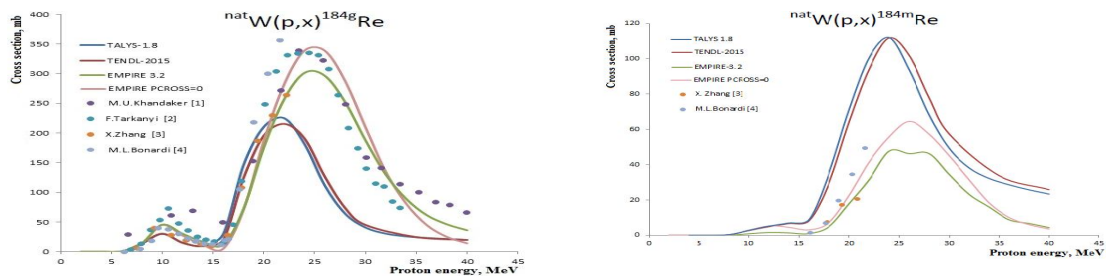 natW(p,x)184gRe
Cross section, mb
400
350
300
250
200
150
100
50
0
TALYS-1.8
TENDL-2015
EMPIRE 3.2
EMPIRE PCROSS=0
M.U.Khandaker [1]
F.Tarkanyi [2]
X.Zhang [3]
M.L.Bonardi [4]
0 5 10 15 20 25 30 35 40 45
Proton energy, MeV
natW(p,x)184mRe
Cross section, mb
120
100
80
60
40
20
0
TALYS 1.8
TENDL-2015
EMPIRE-3.2
EMPIRE PCFOSS=0
X. Zhang [3]
M.L.Bonardi [4]
0 5 10 15 20 25 30 35 40 45
Proton energy, MeV